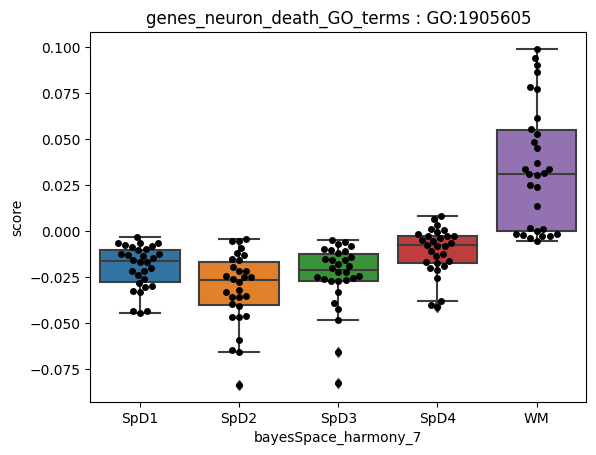 genes_neuron_death_GO_terms : GO:1905605
0.100
0.075
0.050
0.025
0.000
−0.025
−0.050
−0.075
score
SpD1 SpD2 SpD3 SpD4 WM
bayesSpace_harmony_7